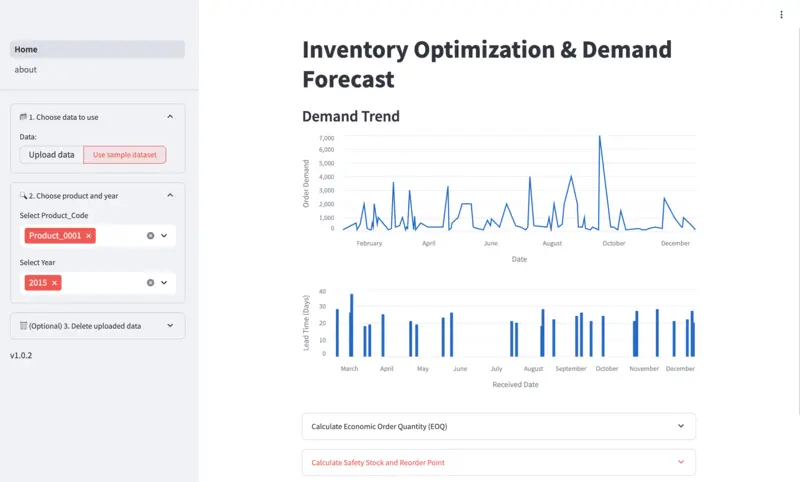 Home
about
1. Choose data to use
Data:
Upload data
Use sample dataset
2. Choose product and year
Select Product_Code
Product_0001
Select Year
2015
(Optional) 3. Delete uploaded data
v1.0.2
Inventory Optimization & Demand
Forecast
Demand Trend
Order Demand
7,000
6,000
5,000
4,000
3,000
2,000
1,000
0
February April June August October December
Date
Lead Time (Days)
40
30
20
10
0
March April May June July August September October November December
Received Date
Calculate Economic Order Quantity (EOQ)
Calculate Safety Stock and Reorder Point